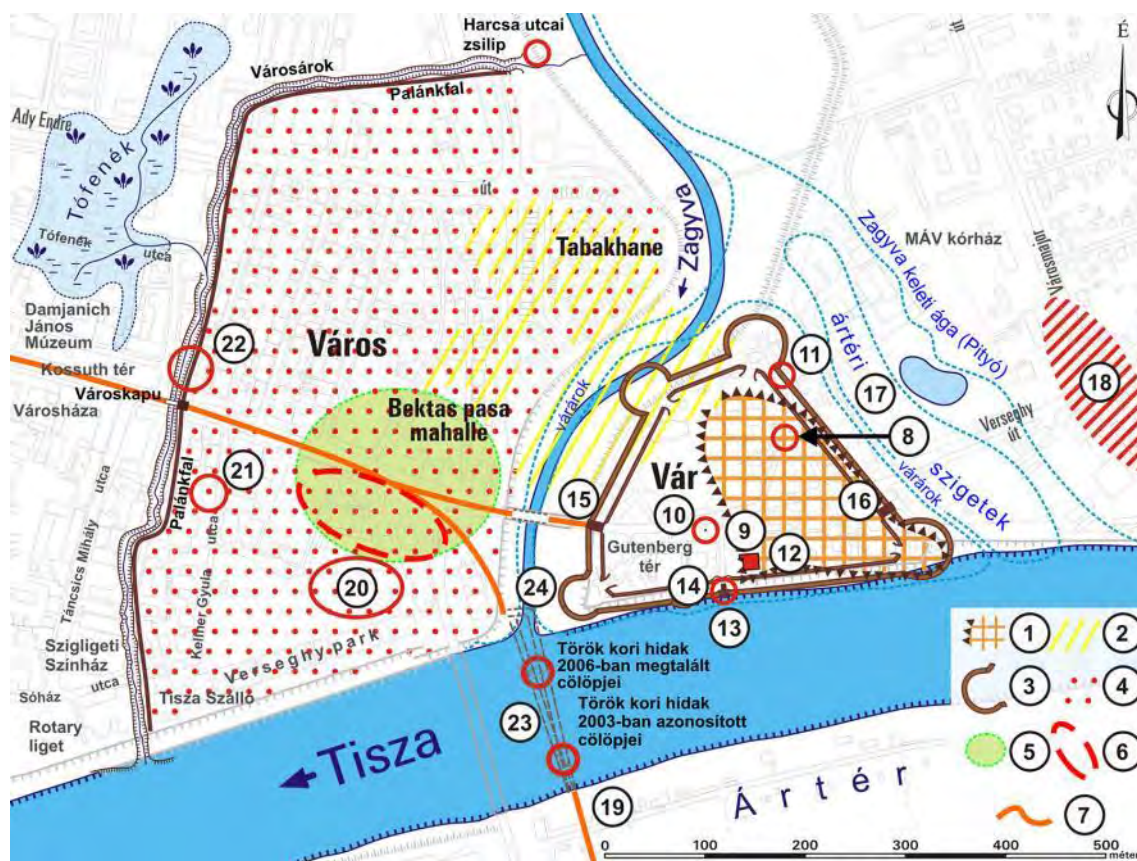 Harcsa utcai
zsilip
É
Városárok
Palánkfal
út
Ady Endre
Tófenék
Tófenék
utca
út
Tabakhane
Zagyva
MÁV kórház
Zagyva keleti ága (Pityó)
Városmajor
Damjanich
János
Múzeum
Kossuth tér
22
Város
Városkapu
Városháza
Bektas pasa
mahalle
várárok
11
ártéri
17
18
Verseghy
út
8
Vár
szigetek
várárok
Palánkfal
21
15
10
16
9
12
Gutenberg
tér
Táncsics Mihály
utca
Kellner Gyula
utca
20
24
14
13
Szigligeti
Színház
Verseghy park
Sóház
utca
Tisza Szálló
Rotary
liget
Török kori hidak
2006-ban megtalált
cölöpjei
Török kori hidak
2003-ban azonosított
cölöpjei
23
Tisza
19
Ártér
1
2
3
4
5
6
7
0
100
200
300
400
500
méter